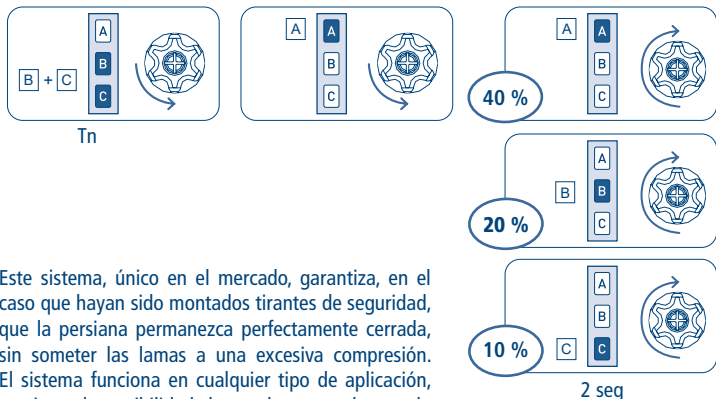 A
B
C
B + C
Tn
A
A
B
C
A
A
B
C
40 %
A
B
B
C
20 %
A
B
C
C
10 %
2 seg
Este sistema, único en el mercado, garantiza, en el
caso que hayan sido montados tirantes de seguridad,
que la persiana permanezca perfectamente cerrada,
sin someter las lamas a una excesiva compresión.
El sistema funciona en cualquier tipo de aplicación,